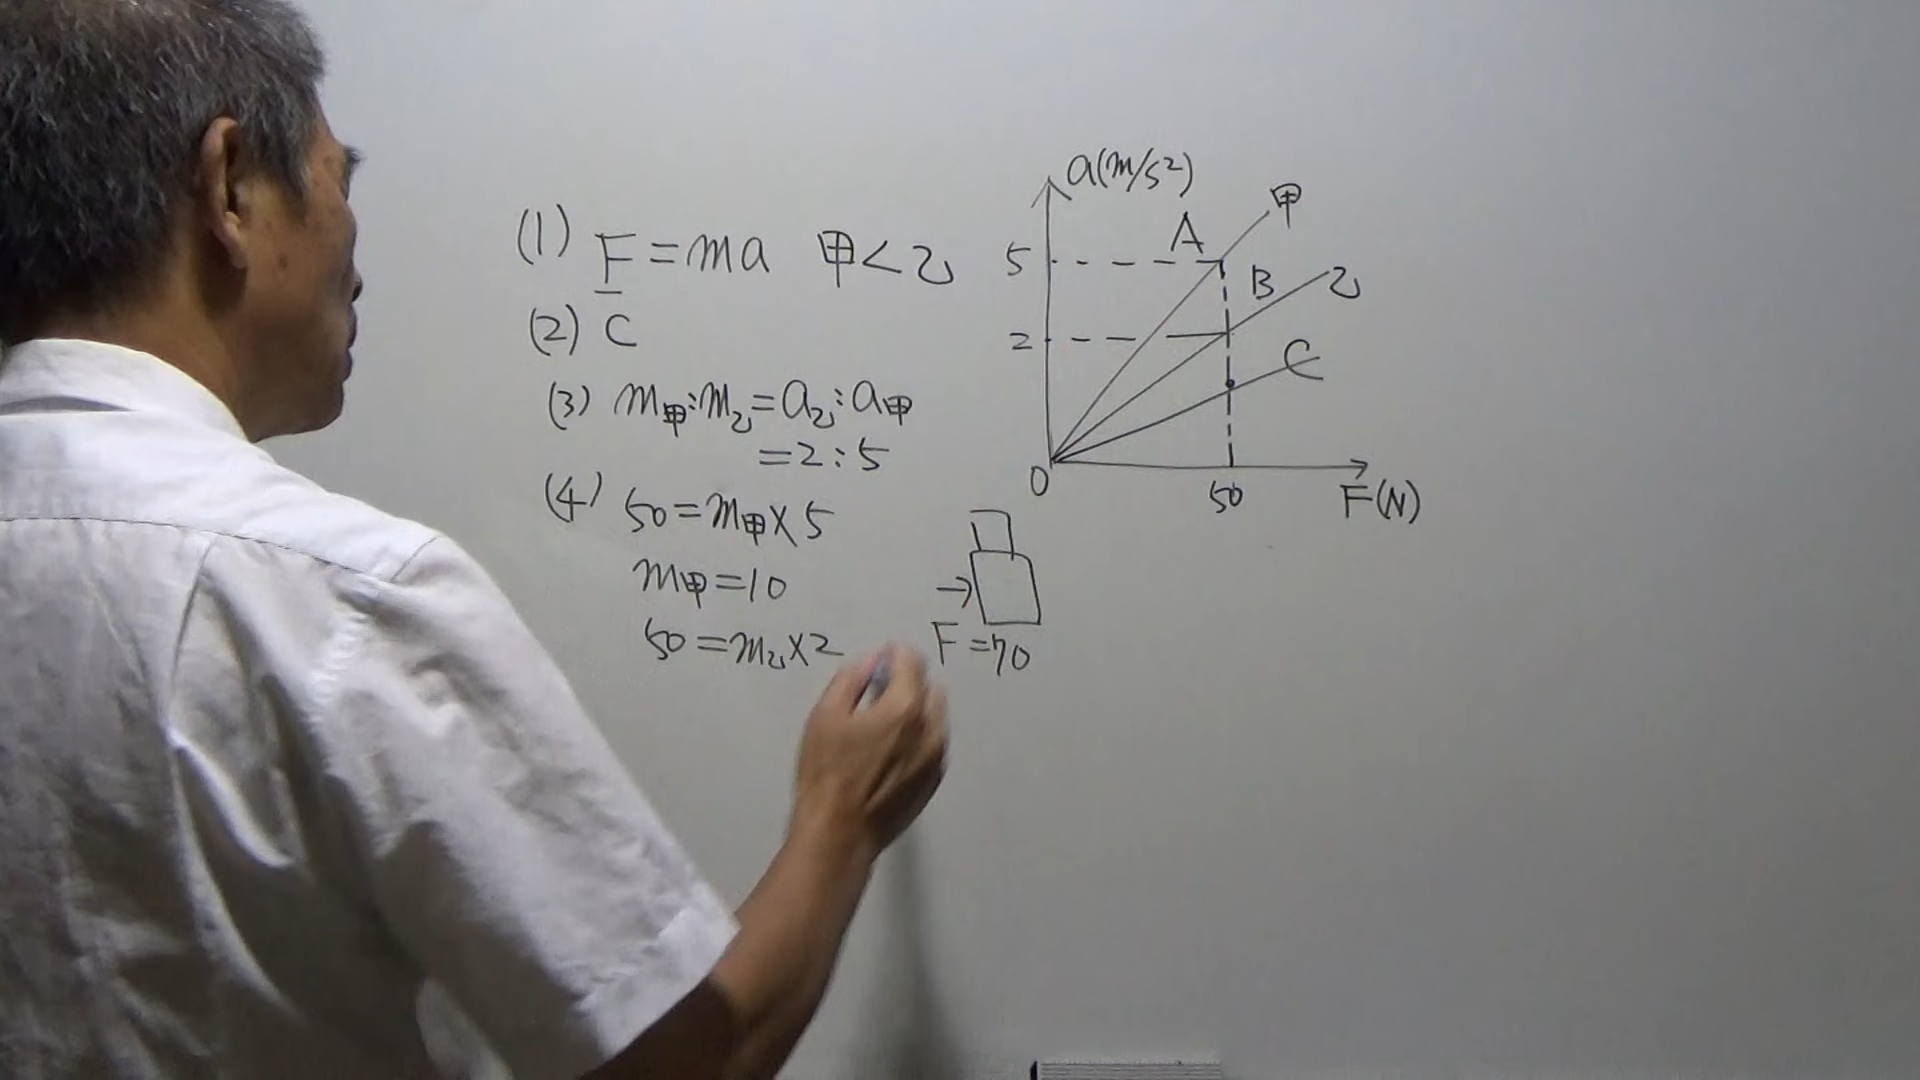 (1) F=ma 甲<乙
(2) C
(3) m甲:m乙=a乙:a甲
=2:5
(4) 50=m甲×5
m甲=10
50=m乙×2
a(m/s²)
甲
A
5
B
乙
2
C
0
50
F(N)
F=70